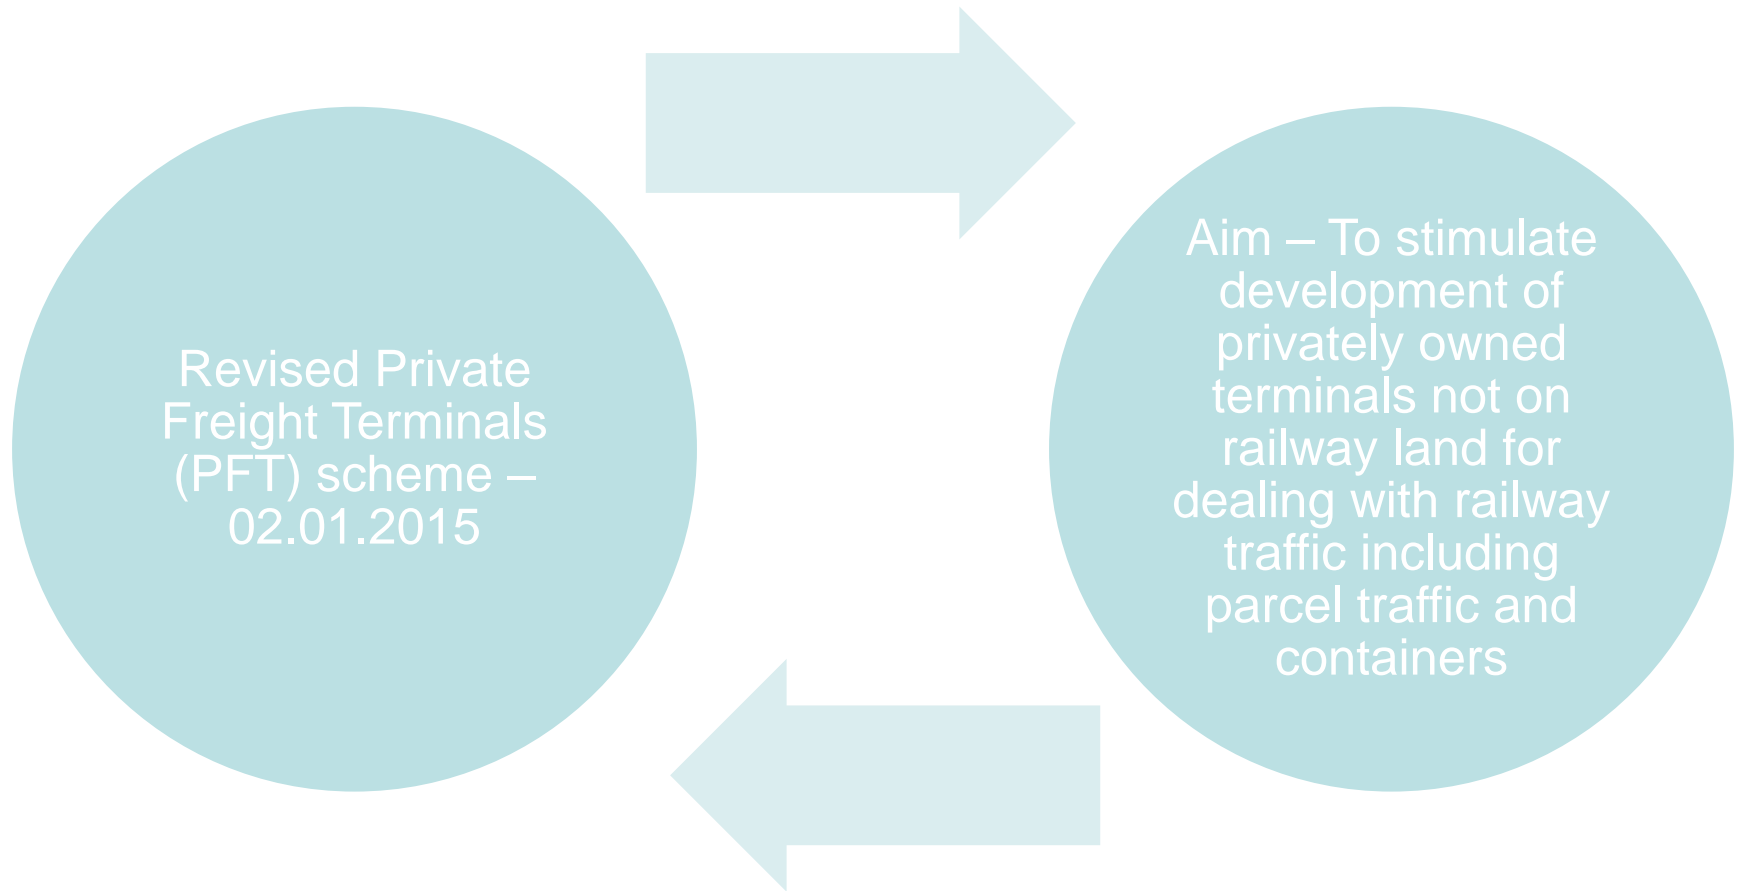 Revised Private
Freight Terminals
(PFT) scheme –
02.01.2015
Aim – To stimulate
development of
privately owned
terminals not on
railway land for
dealing with railway
traffic including
parcel traffic and
containers